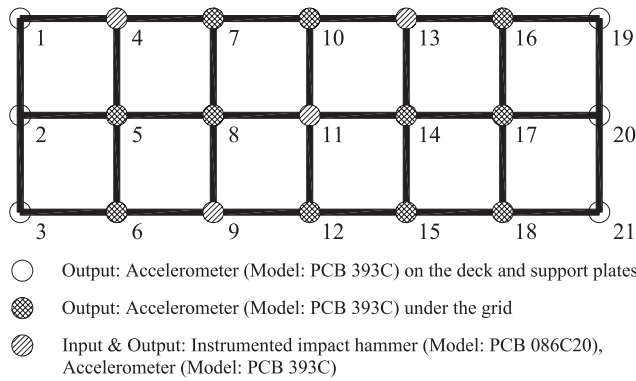 1 4 7 10 13 16 19
2 5 8 11 14 17 20
3 6 9 12 15 18 21
Output: Accelerometer (Model: PCB 393C) on the deck and support plates
Output: Accelerometer (Model: PCB 393C) under the grid
Input & Output: Instrumented impact hammer (Model: PCB 086C20),
Accelerometer (Model: PCB 393C)